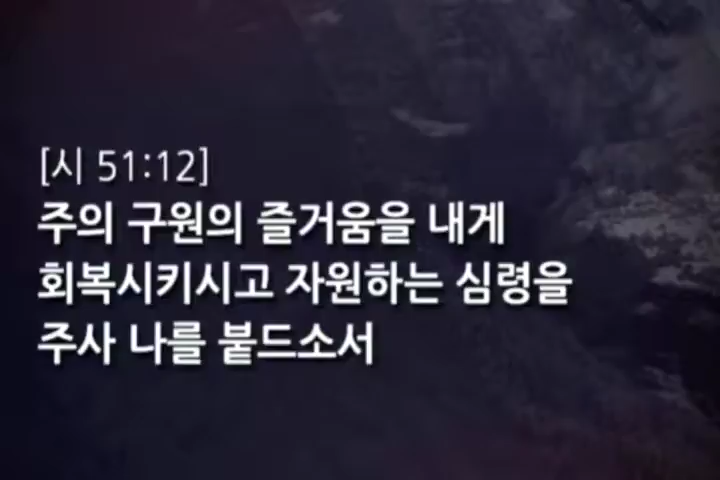 [시 51:12]
주의 구원의 즐거움을 내게
회복시키시고 자원하는 심령을
주사 나를 붙드소서